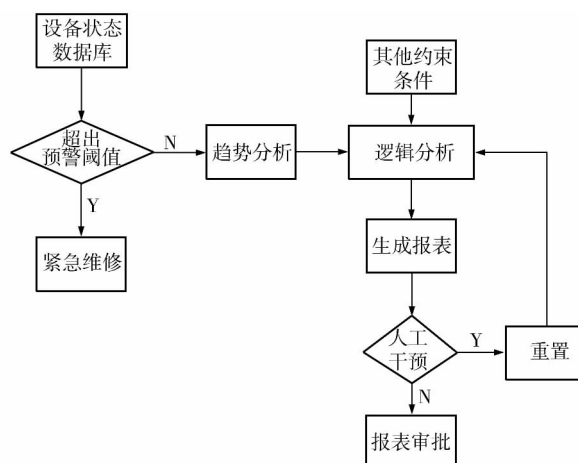 设备状态
数据库
其他约束
条件
超出
预警阈值
N
趋势分析
逻辑分析
Y
紧急维修
生成报表
人工
干预
Y
重置
N
报表审批